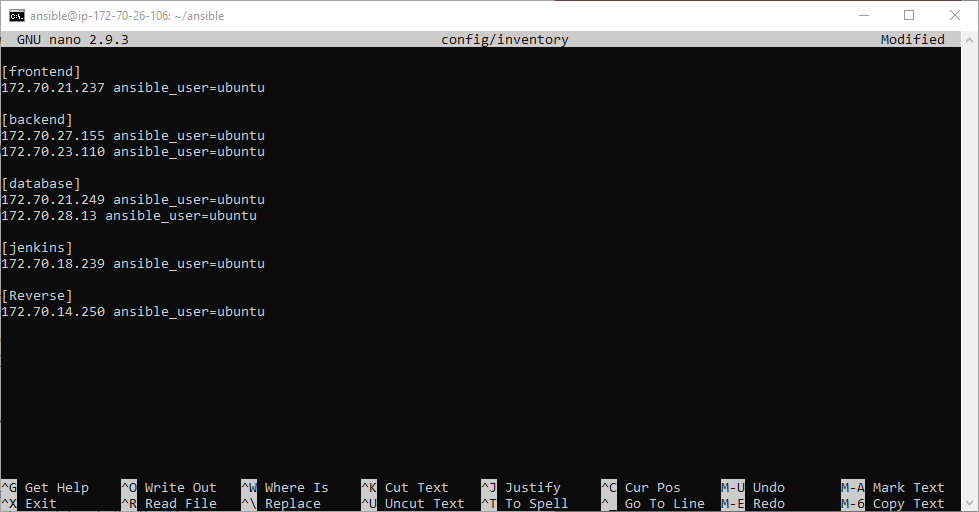 ansible@ip-172-70-26-106: ~/ansible
GNU nano 2.9.3 config/inventory Modified
[frontend]
172.70.21.237 ansible_user=ubuntu
[backend]
172.70.27.155 ansible_user=ubuntu
172.70.23.110 ansible_user=ubuntu
[database]
172.70.21.249 ansible_user=ubuntu
172.70.28.13 ansible_user=ubuntu
[jenkins]
172.70.18.239 ansible_user=ubuntu
[Reverse]
172.70.14.250 ansible_user=ubuntu
^G Get Help ^O Write Out ^W Where Is ^K Cut Text ^J Justify ^C Cur Pos M-U Undo M-A Mark Text
^X Exit ^R Read File ^\ Replace ^U Uncut Text ^T To Spell ^_ Go To Line M-E Redo M-6 Copy Text